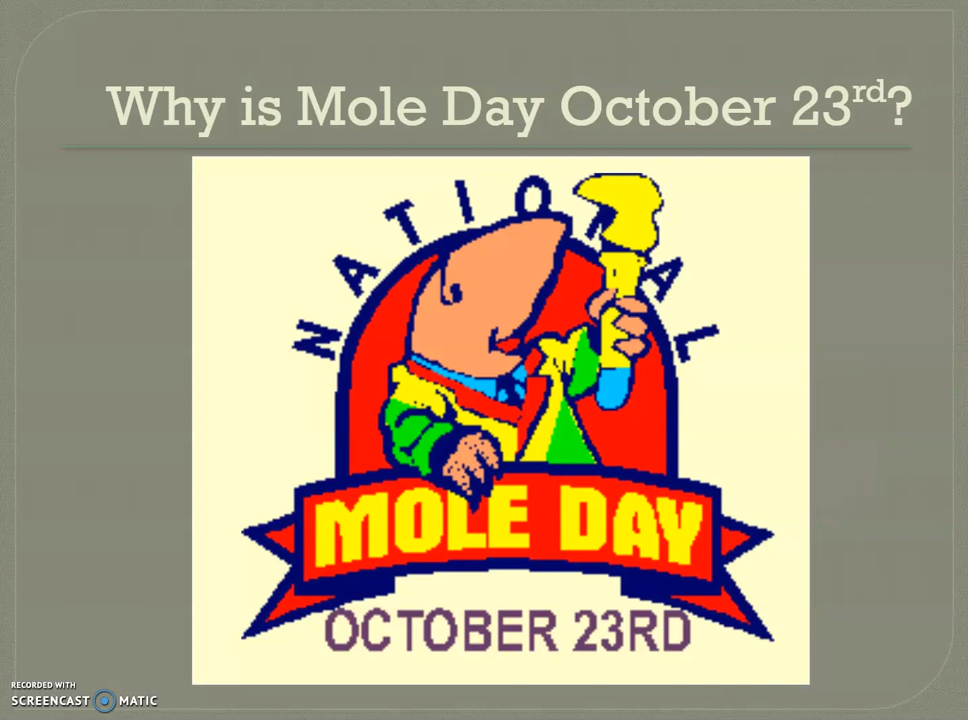 Why is Mole Day October 23rd?
NATIONAL
MOLE DAY
OCTOBER 23RD
RECORDED WITH
SCREENCAST MATIC